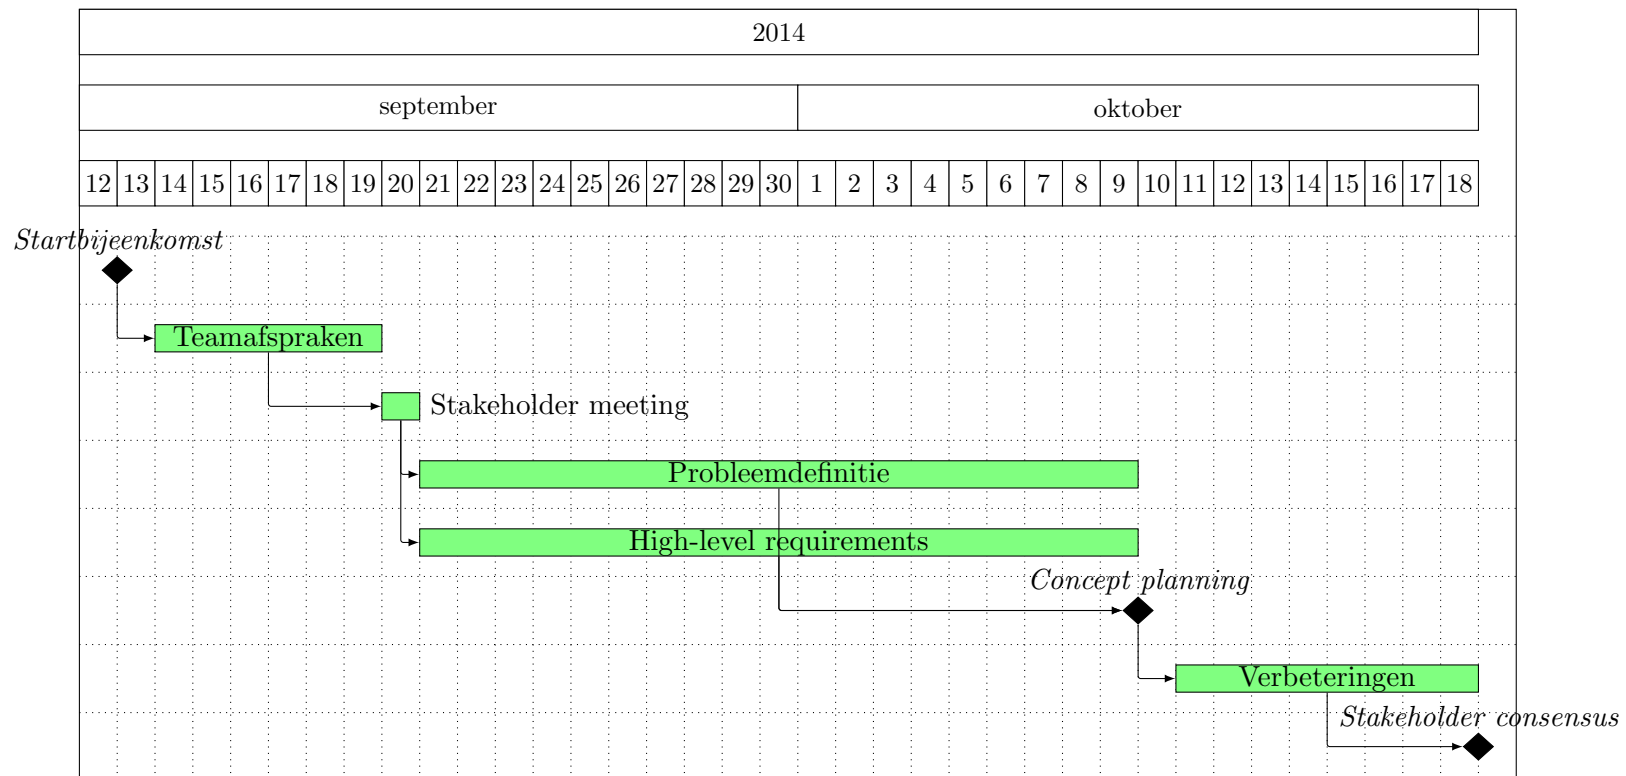 2014
september oktober
12 13 14 15 16 17 18 19 20 21 22 23 24 25 26 27 28 29 30 1 2 3 4 5 6 7 8 9 10 11 12 13 14 15 16 17 18
Startbijeenkomst
Teamafspraken
Stakeholder meeting
Probleemdefinitie
High-level requirements
Concept planning
Verbeteringen
Stakeholder consensus